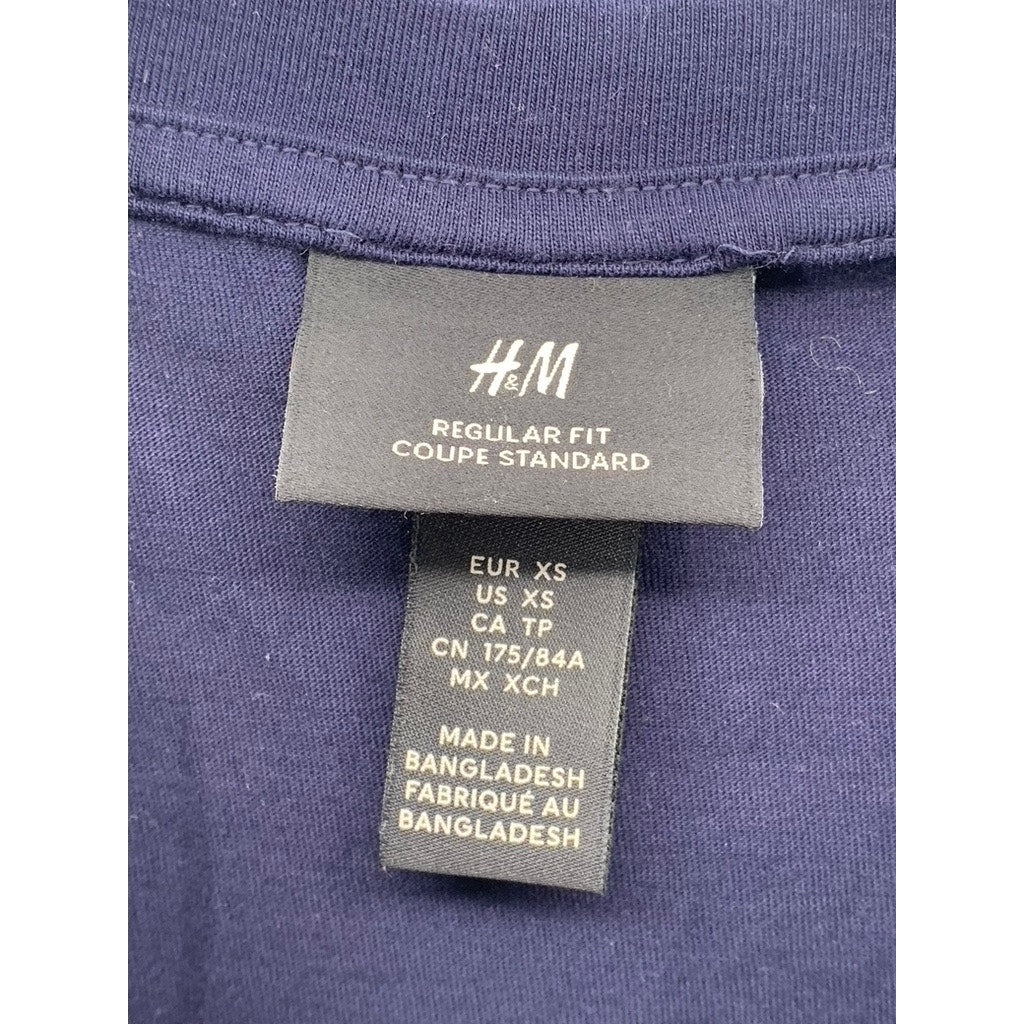 H&M
REGULAR FIT
COUPE STANDARD
EUR XS
US XS
CA TP
CN 175/84A
MX XCH
MADE IN
BANGLADESH
FABRIQUÉ AU
BANGLADESH